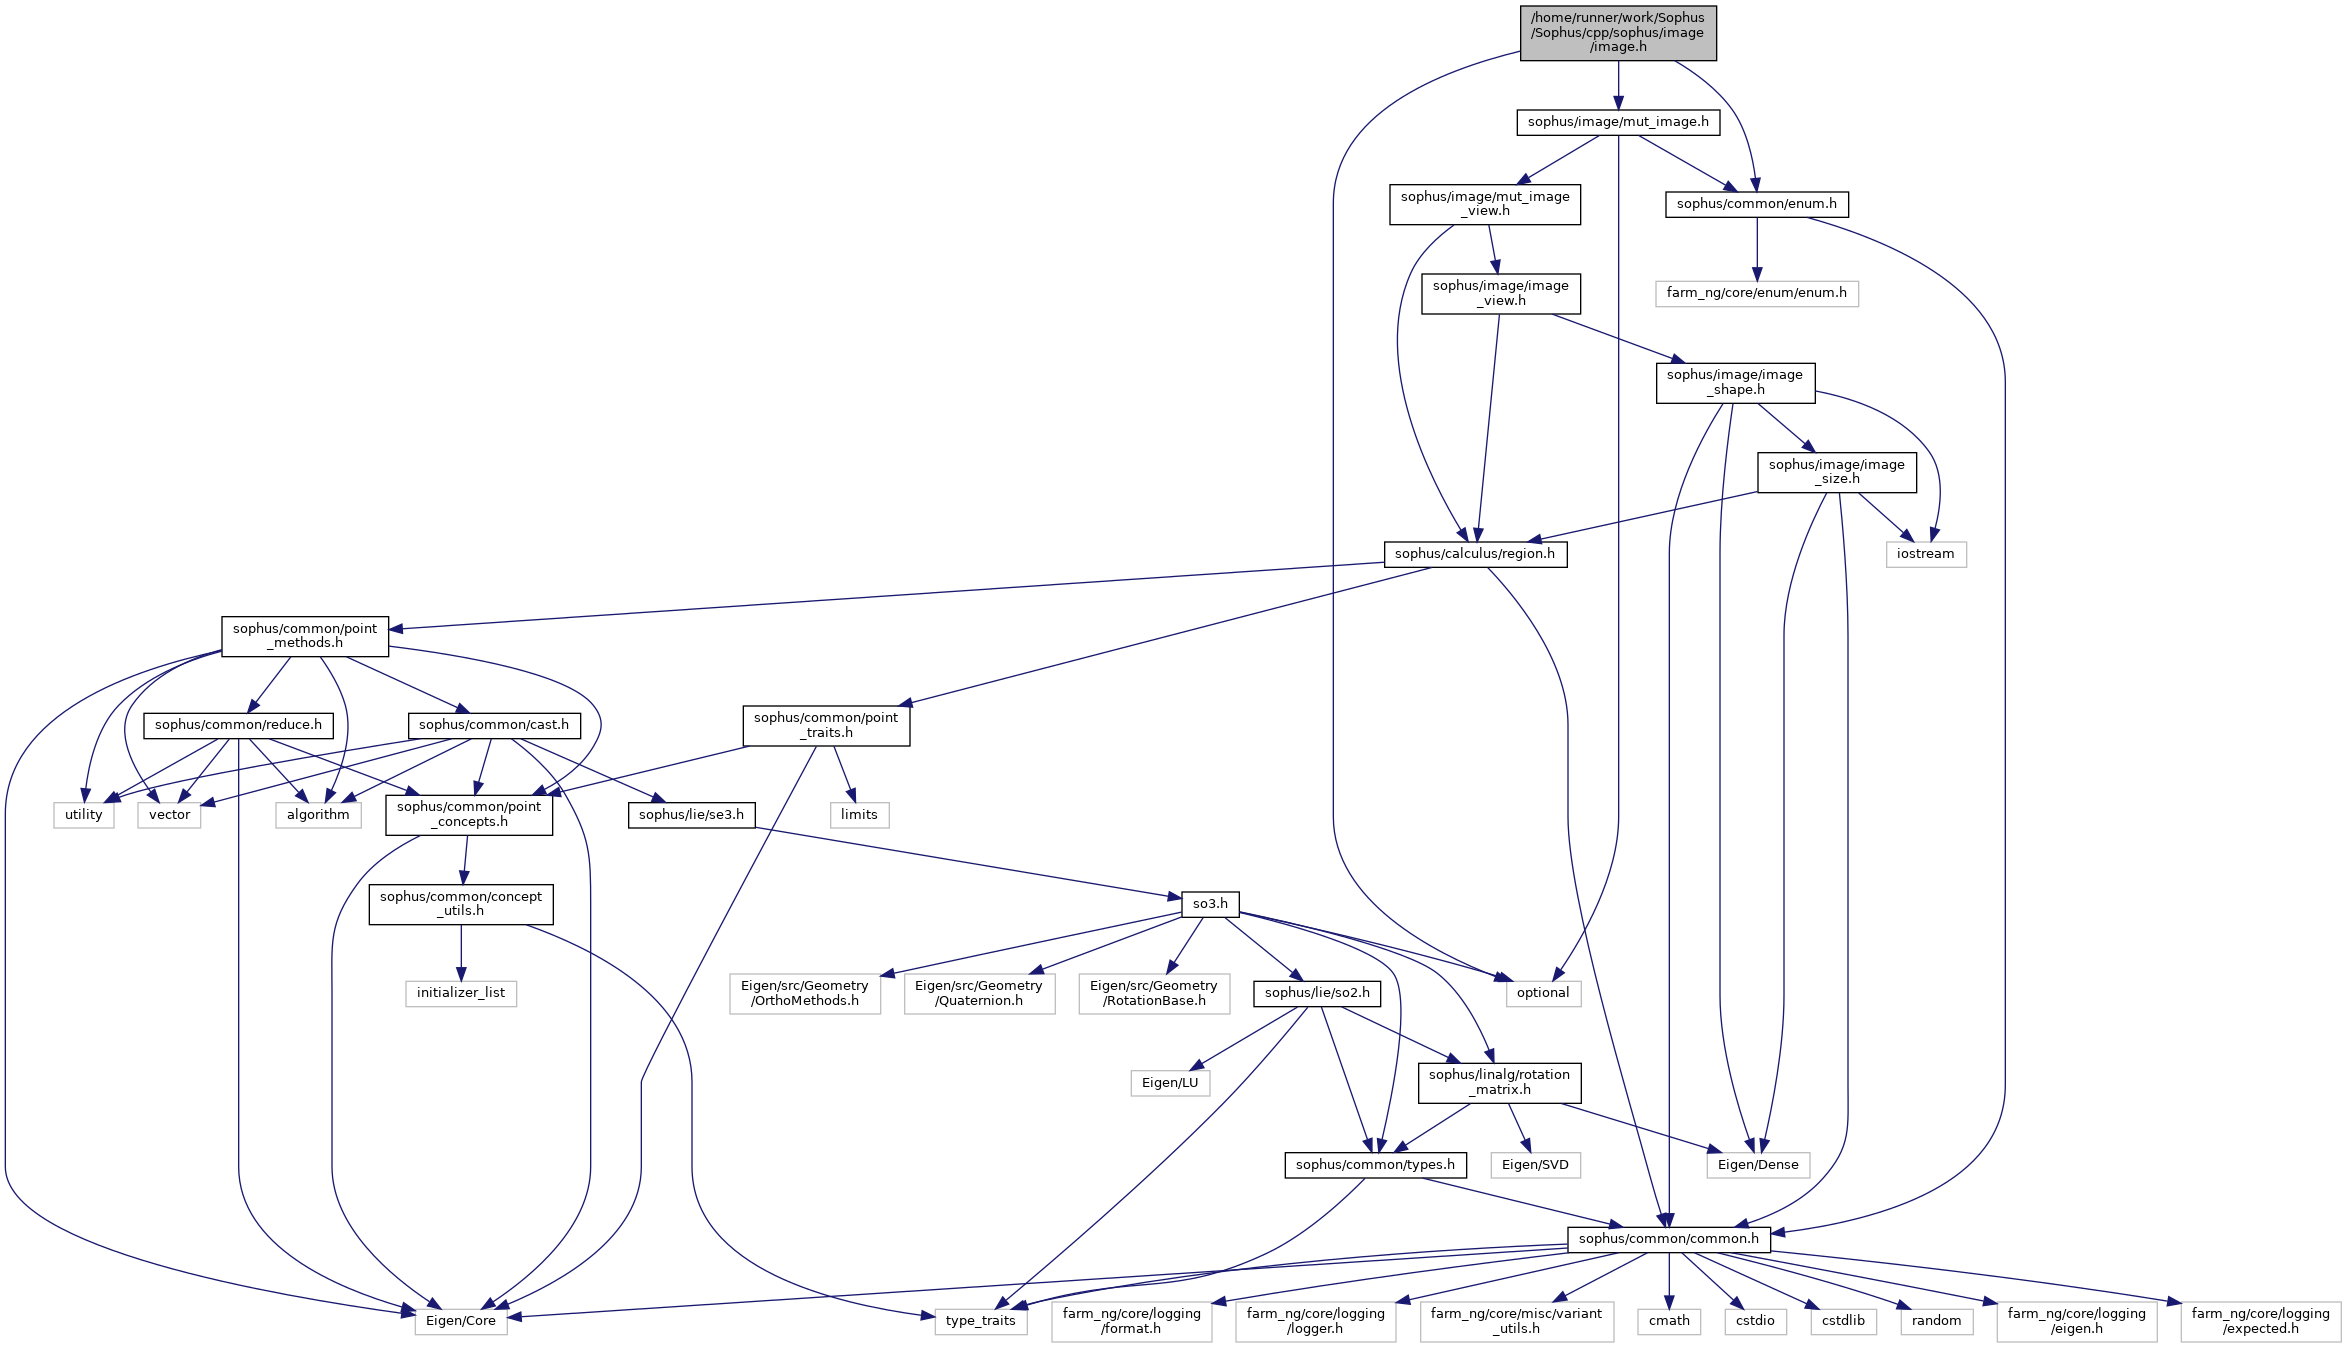 /home/runner/work/Sophus
/Sophus/cpp/sophus/image
/image.h
sophus/image/mut_image.h
sophus/image/mut_image
_view.h
sophus/common/enum.h
sophus/image/image
_view.h
farm_ng/core/enum/enum.h
sophus/image/image
_shape.h
sophus/image/image
_size.h
sophus/calculus/region.h
iostream
sophus/common/point
_methods.h
sophus/common/reduce.h
sophus/common/cast.h
sophus/common/point
_traits.h
utility
vector
algorithm
sophus/common/point
_concepts.h
sophus/lie/se3.h
limits
sophus/common/concept
_utils.h
so3.h
initializer_list
Eigen/src/Geometry
/OrthoMethods.h
Eigen/src/Geometry
/Quaternion.h
Eigen/src/Geometry
/RotationBase.h
sophus/lie/so2.h
optional
Eigen/LU
sophus/linalg/rotation
_matrix.h
sophus/common/types.h
Eigen/SVD
Eigen/Dense
sophus/common/common.h
Eigen/Core
type_traits
farm_ng/core/logging
/format.h
farm_ng/core/logging
/logger.h
farm_ng/core/misc/variant
_utils.h
cmath
cstdio
cstdlib
random
farm_ng/core/logging
/eigen.h
farm_ng/core/logging
/expected.h